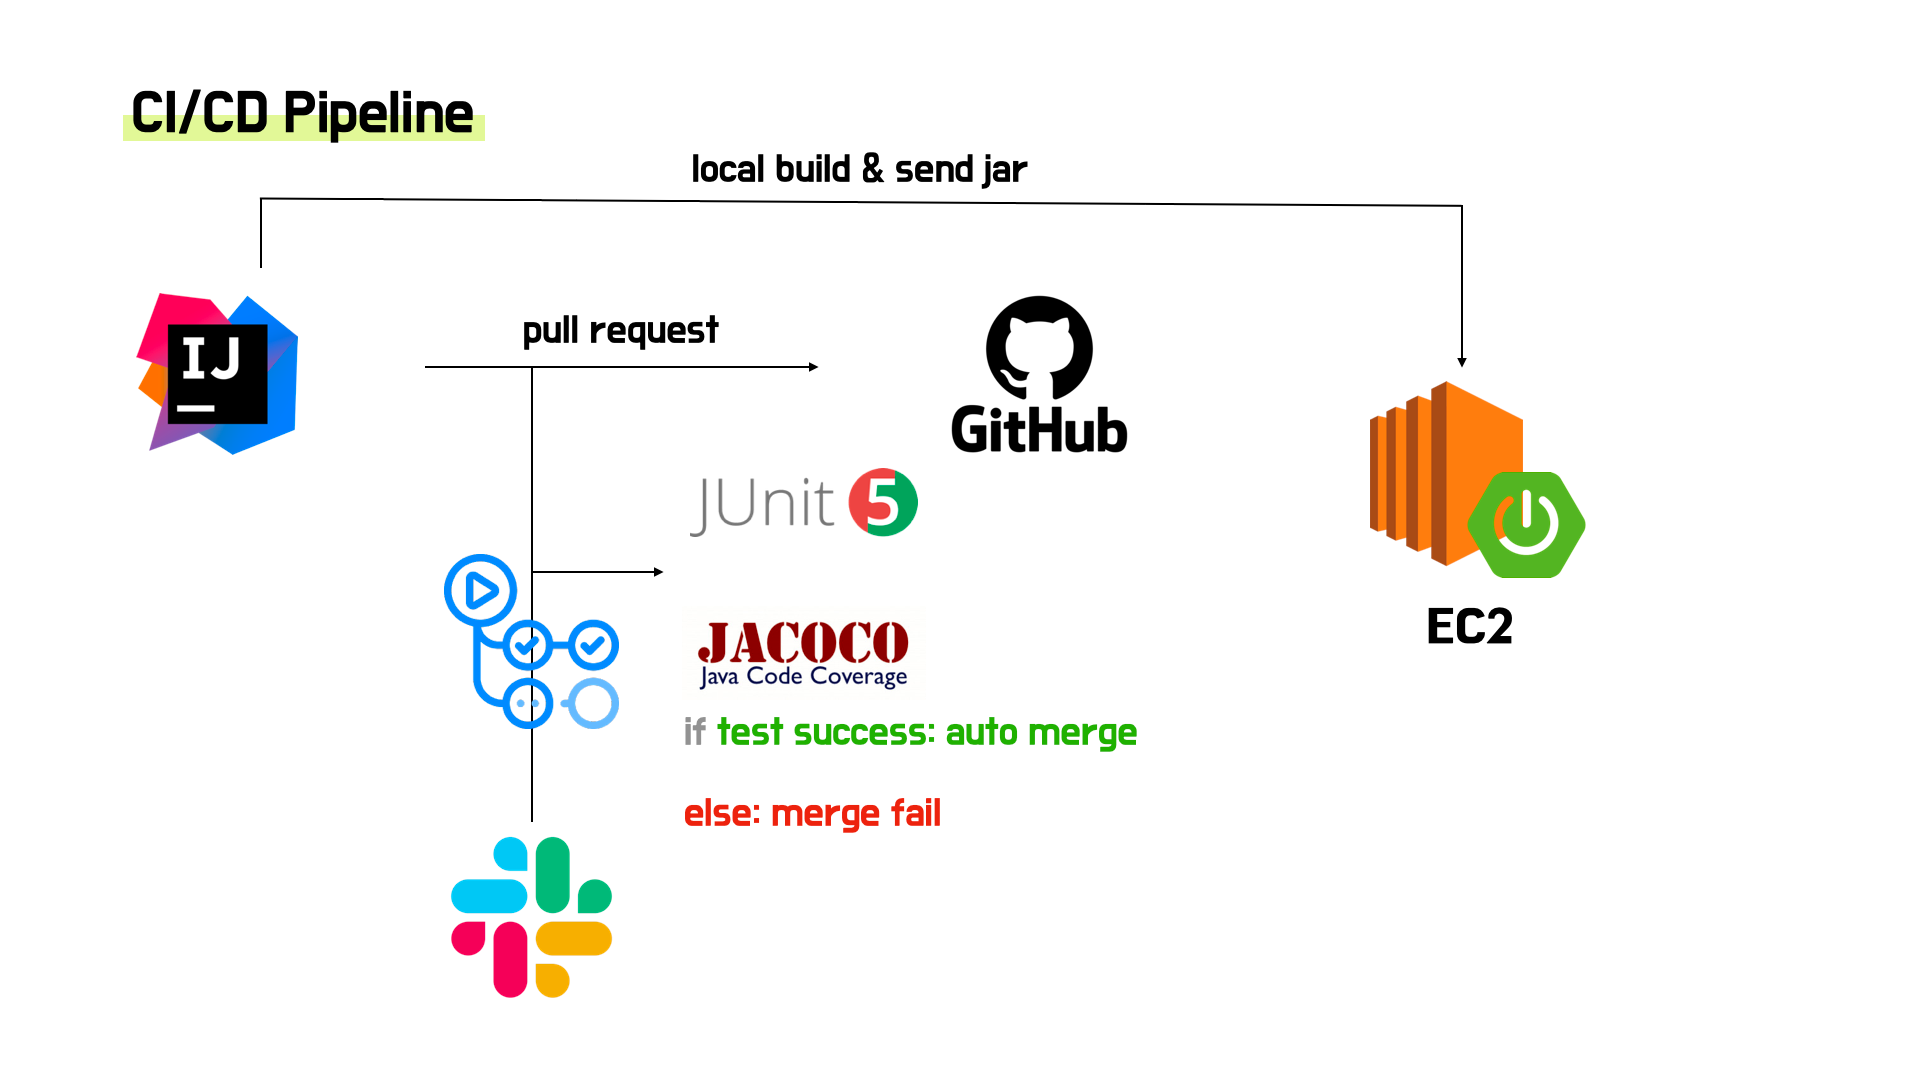 CI/CD Pipeline
local build & send jar
pull request
IJ
GitHub
JUnit 5
JACOCO
Java Code Coverage
EC2
if test success: auto merge
else: merge fail